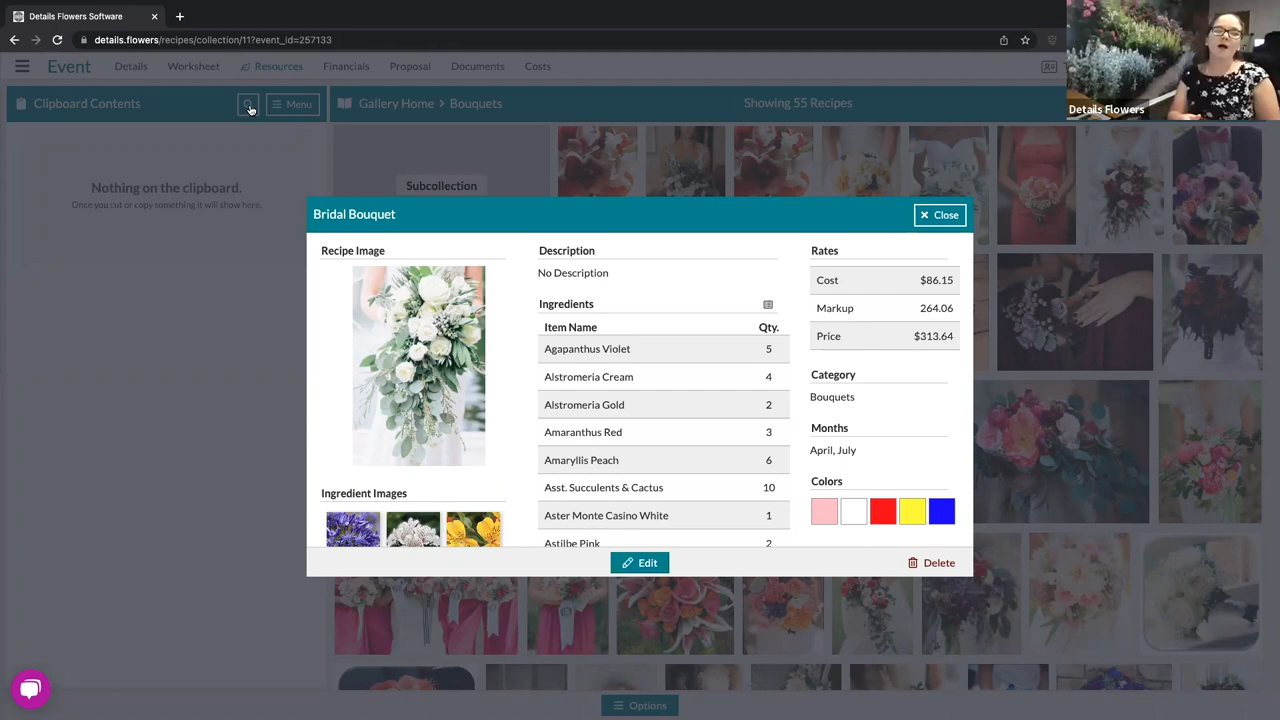 Details Flowers Software
details.flowers/recipes/collection/11?event_id=257133
Event
Details
Worksheet
Resources
Financials
Proposal
Documents
Costs
Details Flowers
Clipboard Contents
Menu
Gallery Home
Bouquets
Showing 55 Recipes
Nothing on the clipboard.
Once you cut or copy something it will show here.
Subcollection
Bridal Bouquet
Close
Recipe Image
Ingredient Images
Description
No Description
Ingredients
Item Name Qty.
Agapanthus Violet 5
Alstromeria Cream 4
Alstromeria Gold 2
Amaranthus Red 3
Amaryllis Peach 6
Asst. Succulents & Cactus 10
Aster Monte Casino White 1
Astilbe Pink 2
Rates
Cost $86.15
Markup 264.06
Price $313.64
Category
Bouquets
Months
April, July
Colors
Edit
Delete
Options